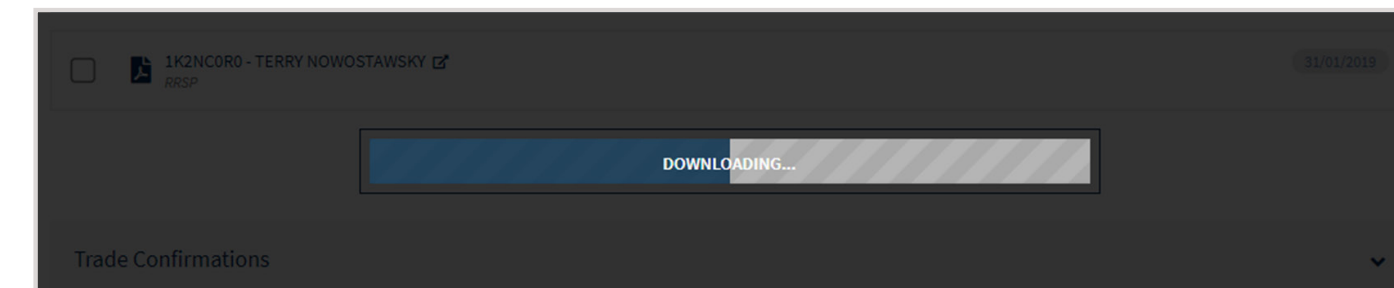 1K2NC0R0 - TERRY NOWOSTAWSKY
31/01/2019
RRSP
DOWNLOADING...
Trade Confirmations